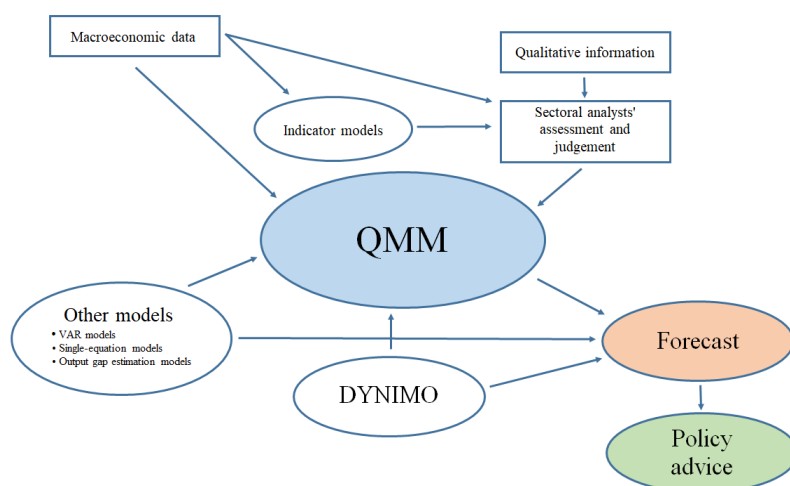 Macroeconomic data
Qualitative information
Indicator models
Sectoral analysts'
assessment and
judgement
QMM
Other models
• VAR models
• Single-equation models
• Output gap estimation models
Forecast
DYNIMO
Policy
advice